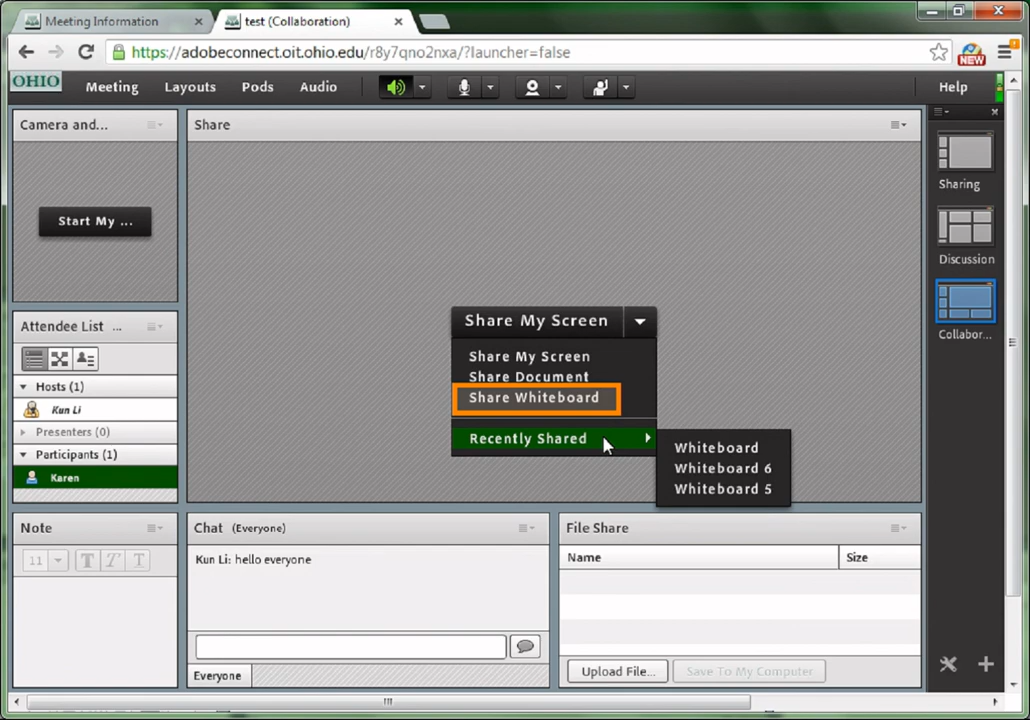 Meeting Information
test (Collaboration)
https://adobeconnect.oit.ohio.edu/r8y7qno2nxa/?launcher=false
NEW
OHIO
Meeting
Layouts
Pods
Audio
Help
Camera and...
Share
Start My ...
Sharing
Discussion
Collabor...
Attendee List ...
Hosts (1)
Kun Li
Presenters (0)
Participants (1)
Karen
Share My Screen
Share My Screen
Share Document
Share Whiteboard
Recently Shared
Whiteboard
Whiteboard 6
Whiteboard 5
Note
11
T T T
Chat (Everyone)
Kun Li: hello everyone
Everyone
File Share
Name
Size
Upload File...
Save To My Computer